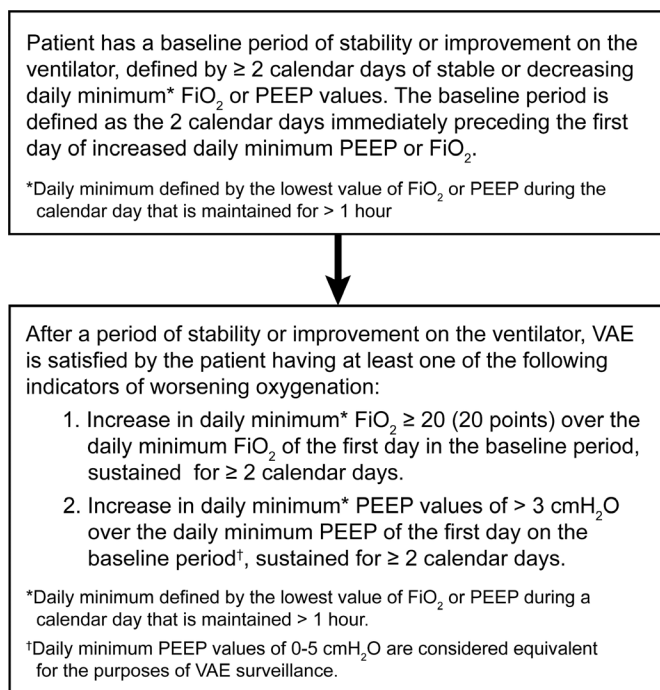 Patient has a baseline period of stability or improvement on the
ventilator, defined by ≥ 2 calendar days of stable or decreasing
daily minimum* FiO₂ or PEEP values. The baseline period is
defined as the 2 calendar days immediately preceding the first
day of increased daily minimum PEEP or FiO₂.
*Daily minimum defined by the lowest value of FiO₂ or PEEP during the
calendar day that is maintained for > 1 hour
After a period of stability or improvement on the ventilator, VAE
is satisfied by the patient having at least one of the following
indicators of worsening oxygenation:
1. Increase in daily minimum* FiO₂ ≥ 20 (20 points) over the
daily minimum FiO₂ of the first day in the baseline period,
sustained for ≥ 2 calendar days.
2. Increase in daily minimum* PEEP values of > 3 cmH₂O
over the daily minimum PEEP of the first day on the
baseline period†, sustained for ≥ 2 calendar days.
*Daily minimum defined by the lowest value of FiO₂ or PEEP during a
calendar day that is maintained > 1 hour.
†Daily minimum PEEP values of 0-5 cmH₂O are considered equivalent
for the purposes of VAE surveillance.